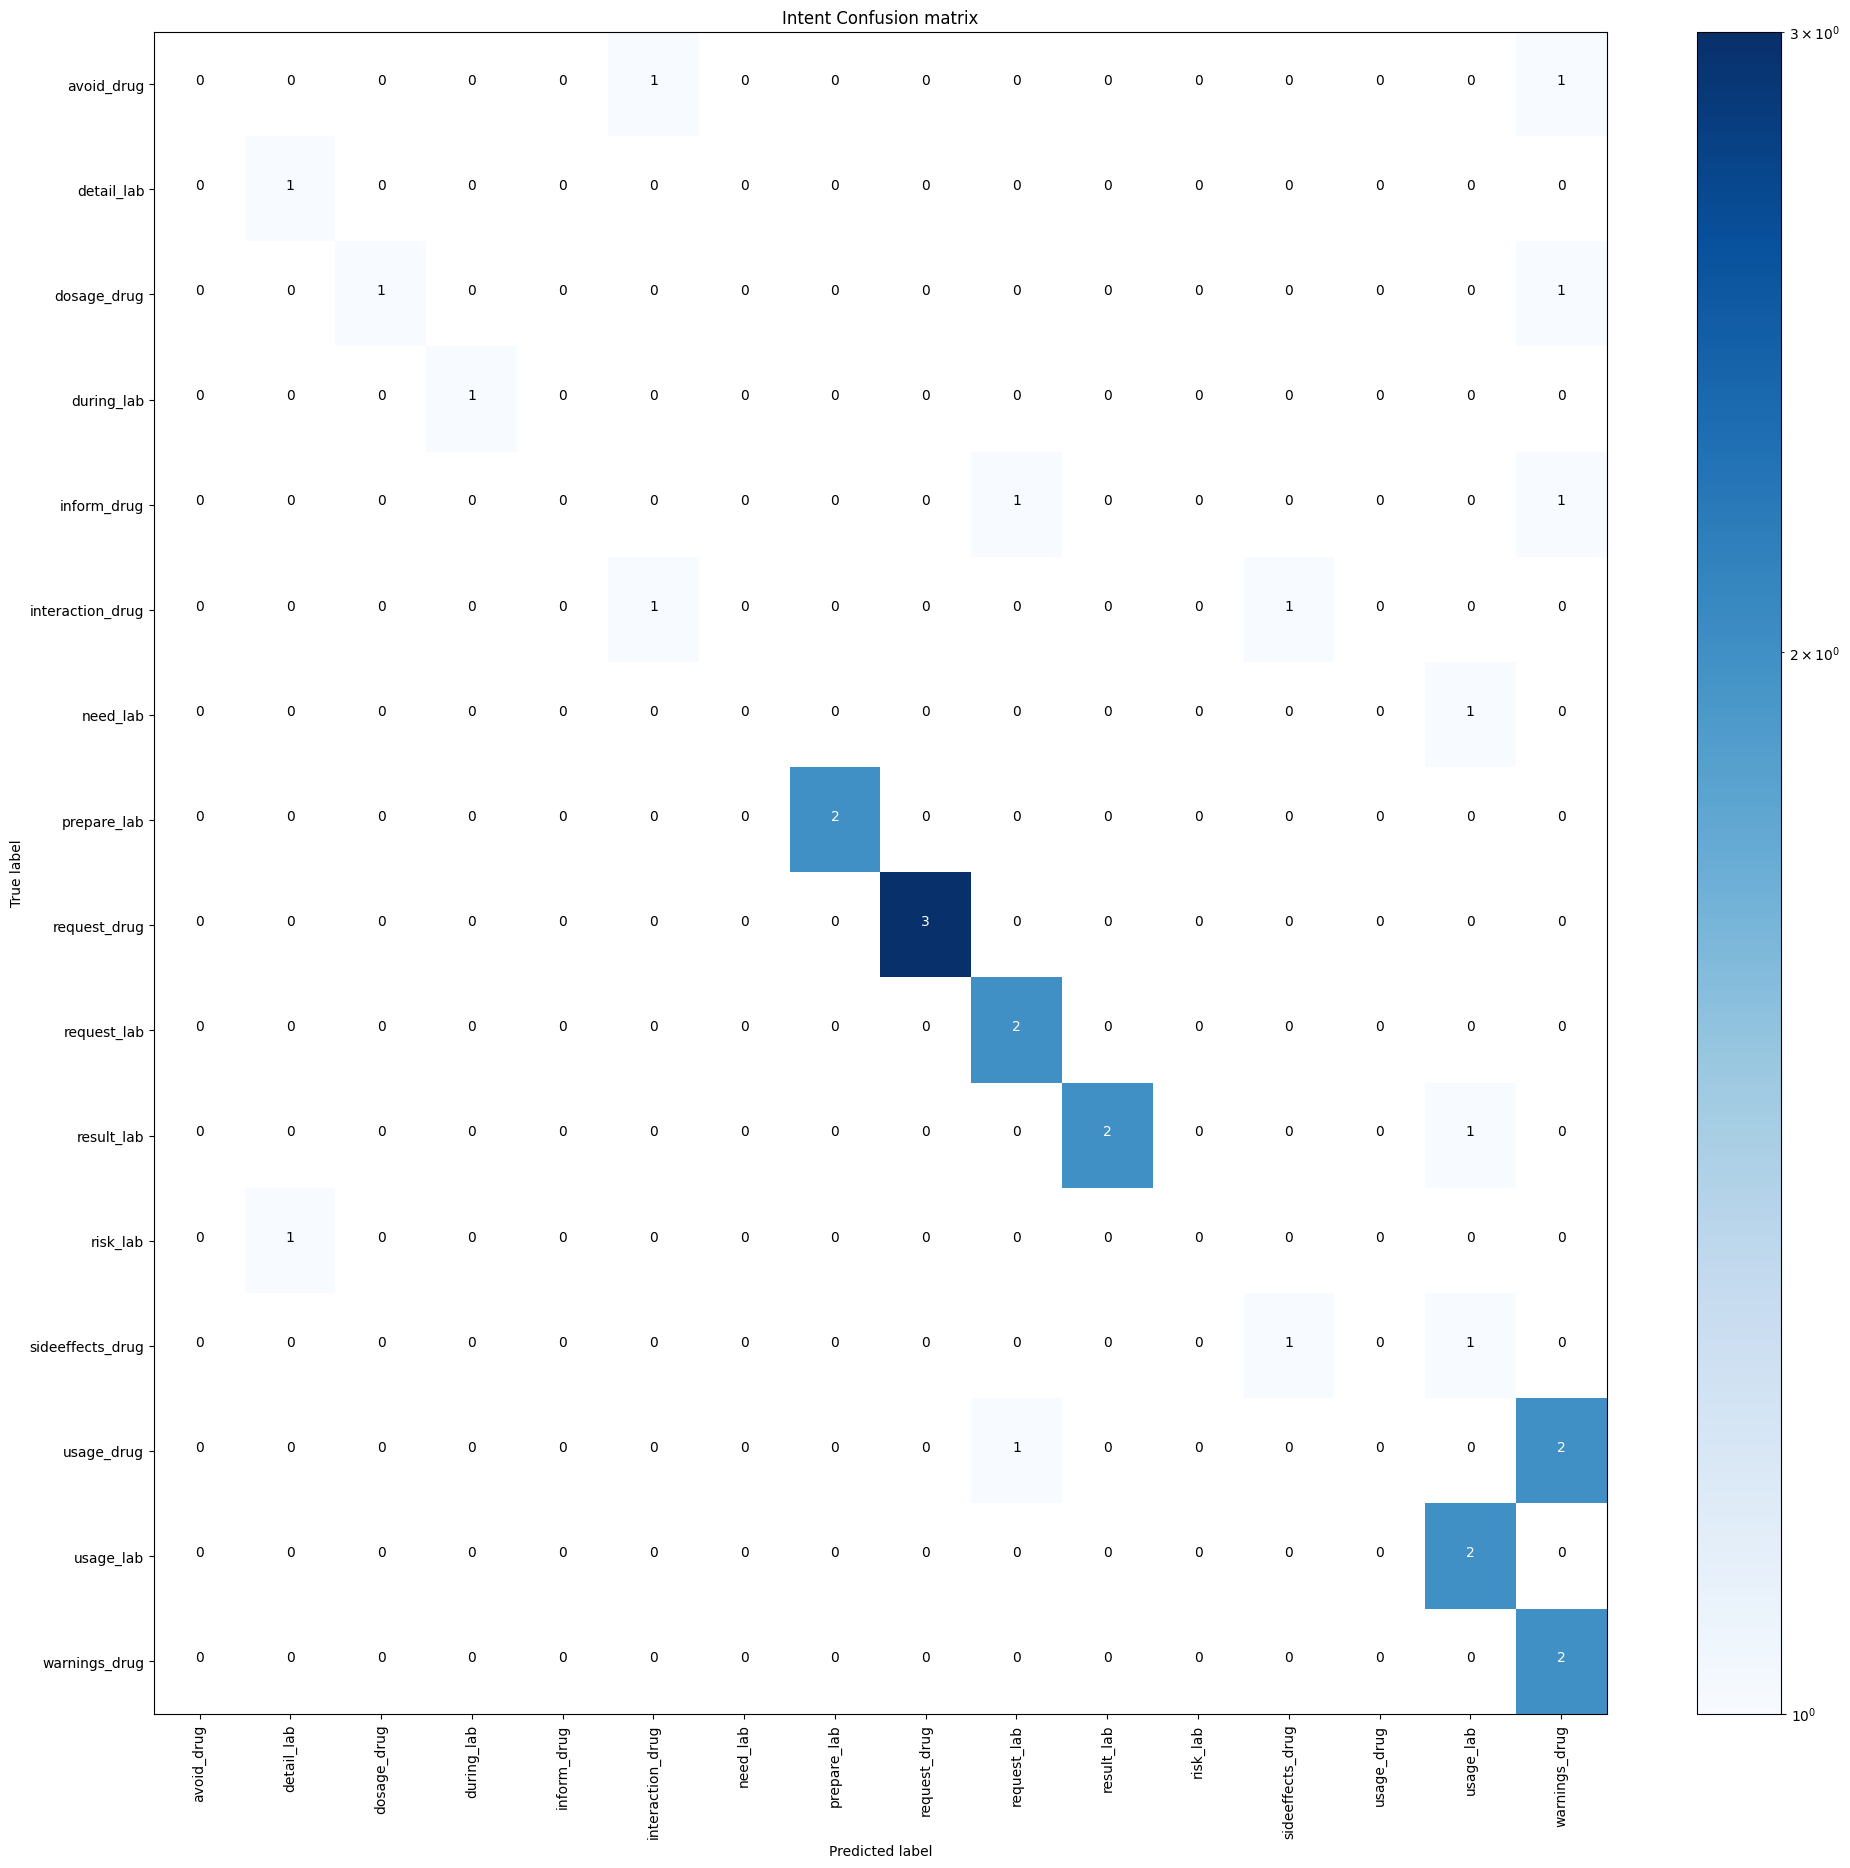 Intent Confusion matrix
avoid_drug 0 0 0 0 0 1 0 0 0 0 0 0 0 0 0 1
detail_lab 0 1 0 0 0 0 0 0 0 0 0 0 0 0 0 0
dosage_drug 0 0 1 0 0 0 0 0 0 0 0 0 0 0 0 1
during_lab 0 0 0 1 0 0 0 0 0 0 0 0 0 0 0 0
inform_drug 0 0 0 0 0 0 0 0 0 1 0 0 0 0 0 1
interaction_drug 0 0 0 0 0 1 0 0 0 0 0 0 1 0 0 0
need_lab 0 0 0 0 0 0 0 0 0 0 0 0 0 0 1 0
prepare_lab 0 0 0 0 0 0 0 2 0 0 0 0 0 0 0 0
request_drug 0 0 0 0 0 0 0 0 3 0 0 0 0 0 0 0
request_lab 0 0 0 0 0 0 0 0 0 2 0 0 0 0 0 0
result_lab 0 0 0 0 0 0 0 0 0 0 2 0 0 0 1 0
risk_lab 0 1 0 0 0 0 0 0 0 0 0 0 0 0 0 0
sideeffects_drug 0 0 0 0 0 0 0 0 0 0 0 0 1 0 1 0
usage_drug 0 0 0 0 0 0 0 0 0 1 0 0 0 0 0 2
usage_lab 0 0 0 0 0 0 0 0 0 0 0 0 0 0 2 0
warnings_drug 0 0 0 0 0 0 0 0 0 0 0 0 0 0 0 2
True label
avoid_drug
detail_lab
dosage_drug
during_lab
inform_drug
interaction_drug
need_lab
prepare_lab
request_drug
request_lab
result_lab
risk_lab
sideeffects_drug
usage_drug
usage_lab
warnings_drug
Predicted label
3 × 10⁰
2 × 10⁰
10⁰